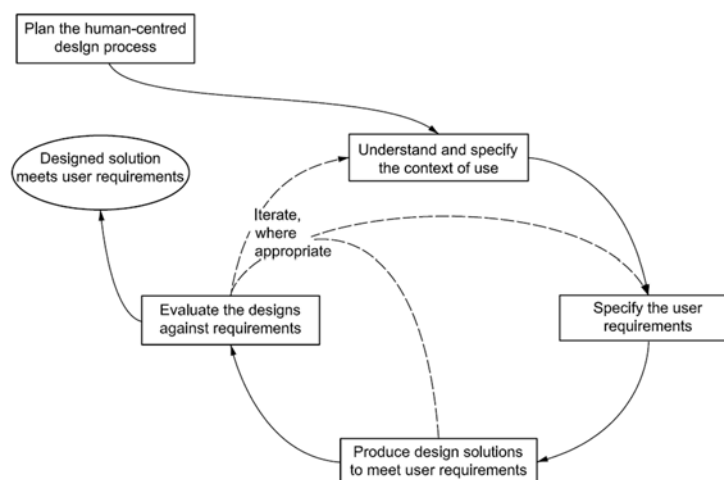 Plan the human-centred
design process
Understand and specify
the context of use
Designed solution
meets user requirements
Iterate,
where
appropriate
Evaluate the designs
against requirements
Specify the user
requirements
Produce design solutions
to meet user requirements